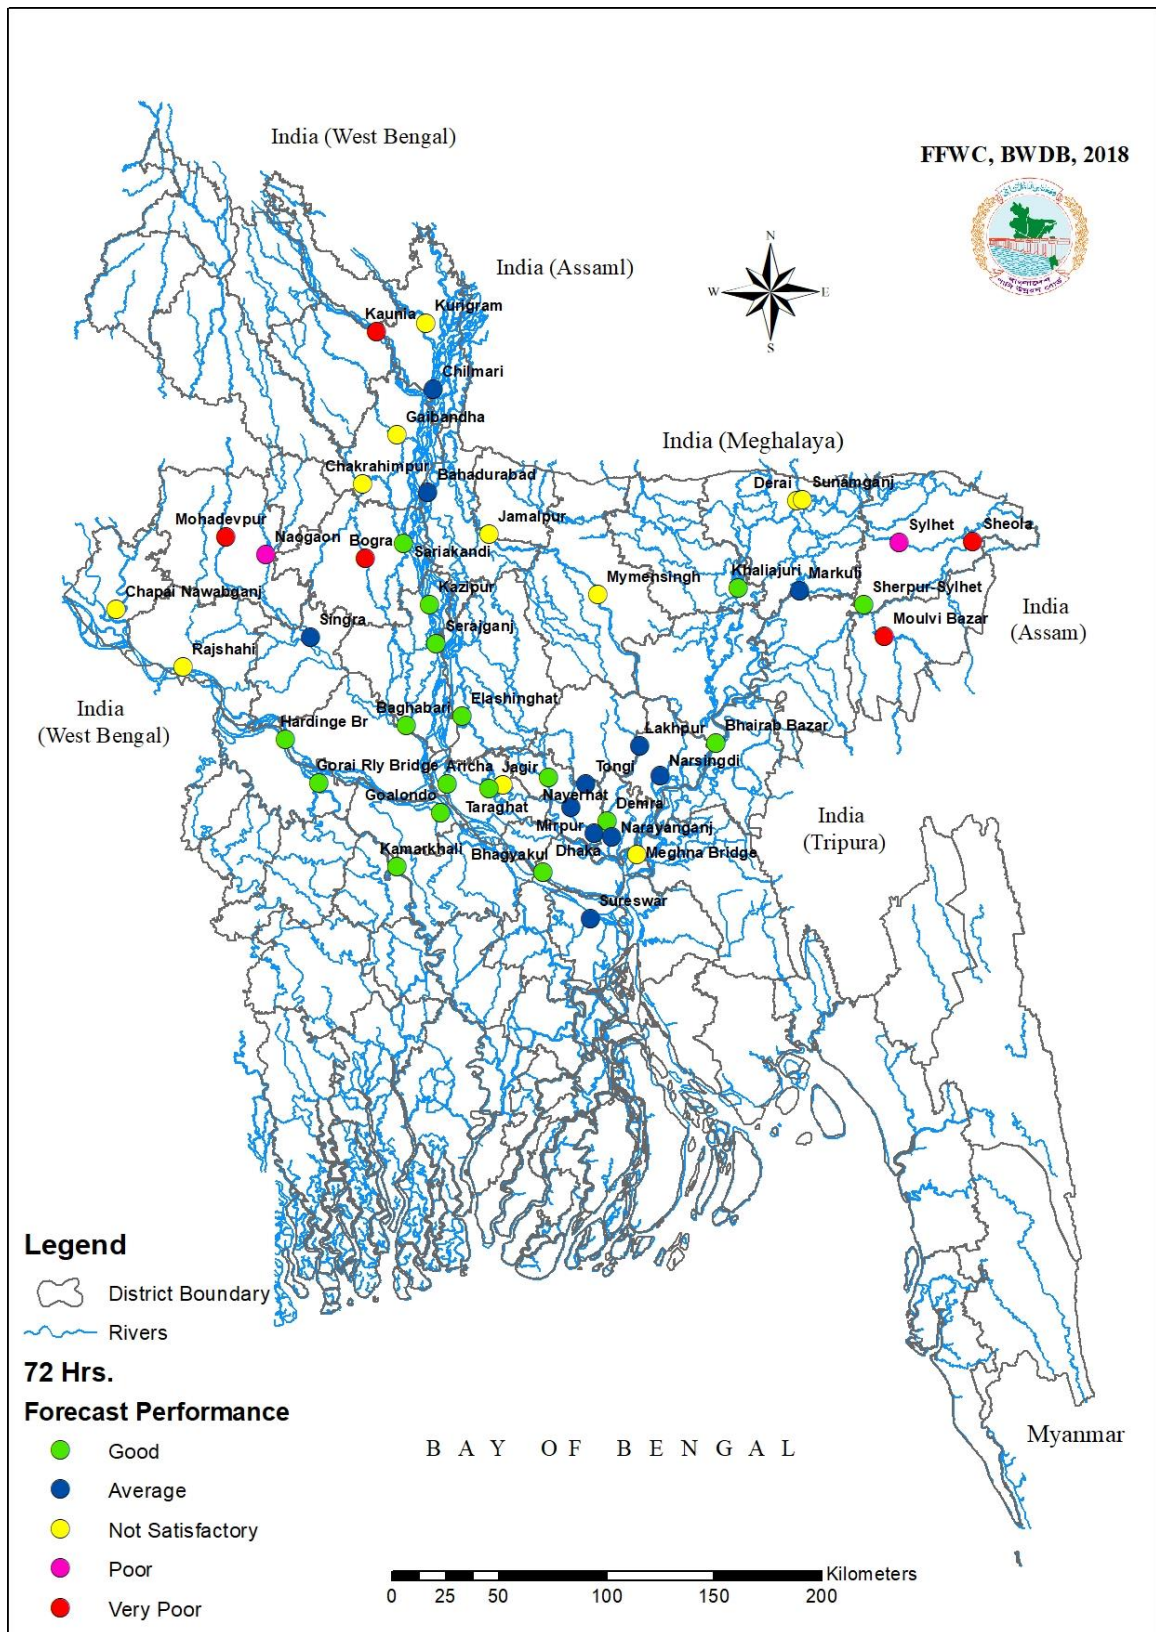 India (West Bengal)
FFWC, BWDB, 2018
N
W
E
S
India (Assaml)
Kungram
Kaunia
Chilmari
Gaibandha
India (Meghalaya)
Chakrahimpur
Bahadurabad
Derai
Sunamganj
Mohadevpur
Naogaon
Bogra
Jamalpur
Sylhet
Sheola
Sariakandi
Chapai Nawabganj
Kazipur
Mymensingh
Khaliajuri
Markuli
Sherpur-Sylhet
Singra
Serajganj
Moulvi Bazar
India
(Assam)
Rajshahi
India
(West Bengal)
Hardinge Br
Baghabari
Elashinghat
Lakhpur
Bhairab Bazar
Gorai Rly Bridge
Aricha
Jagir
Tongi
Narsingdi
Goalondo
Taraghat
Nayerhat
Demra
Mirpur
Narayanganj
India
(Tripura)
Kamarkhali
Bhagyakul
Dhaka
Meghna Bridge
Sureswar
Legend
District Boundary
Rivers
72 Hrs.
Forecast Performance
Good
Average
Not Satisfactory
Poor
Very Poor
BAY OF BENGAL
Myanmar
Kilometers
0 25 50 100 150 200